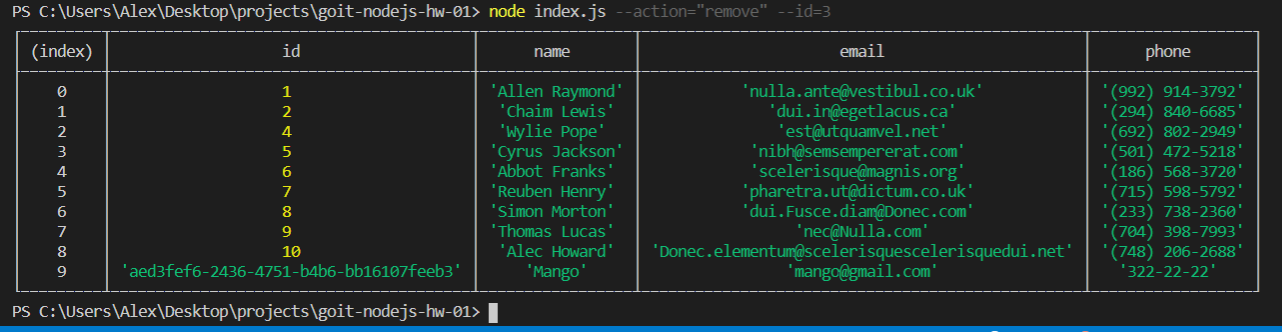 PS C:\Users\Alex\Desktop\projects\goit-nodejs-hw-01> node index.js --action="remove" --id=3
(index) id name email phone
0 1 'Allen Raymond' 'nulla.ante@vestibul.co.uk' '(992) 914-3792'
1 2 'Chaim Lewis' 'dui.in@egetlacus.ca' '(294) 840-6685'
2 4 'Wylie Pope' 'est@utquamvel.net' '(692) 802-2949'
3 5 'Cyrus Jackson' 'nibh@semsempererat.com' '(501) 472-5218'
4 6 'Abbot Franks' 'scelerisque@magnis.org' '(186) 568-3720'
5 7 'Reuben Henry' 'pharetra.ut@dictum.co.uk' '(715) 598-5792'
6 8 'Simon Morton' 'dui.Fusce.diam@Donec.com' '(233) 738-2360'
7 9 'Thomas Lucas' 'nec@Nulla.com' '(704) 398-7993'
8 10 'Alec Howard' 'Donec.elementum@scelerisquescelerisquedui.net' '(748) 206-2688'
9 'aed3fef6-2436-4751-b4b6-bb16107feeb3' 'Mango' 'mango@gmail.com' '322-22-22'
PS C:\Users\Alex\Desktop\projects\goit-nodejs-hw-01>